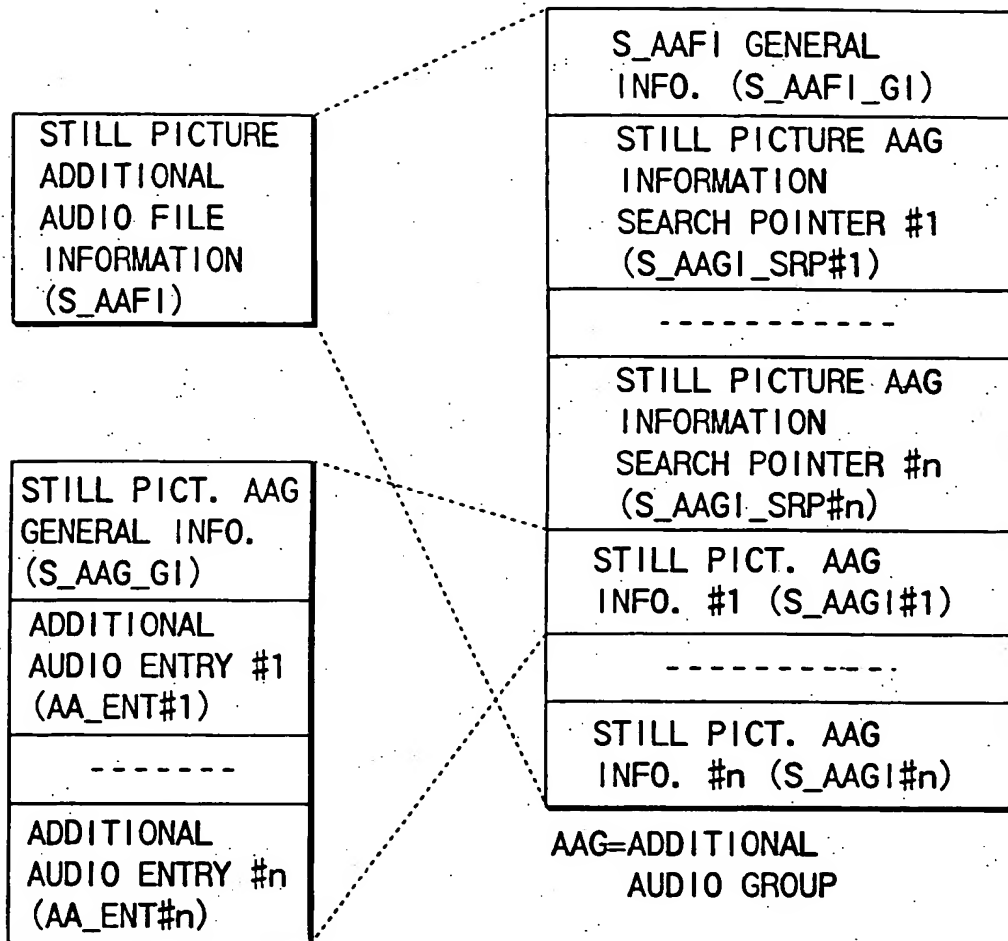 STILL PICTURE
ADDITIONAL
AUDIO FILE
INFORMATION
(S_AAFI)
STILL PICT. AAG
GENERAL INFO.
(S_AAG_GI)
ADDITIONAL
AUDIO ENTRY #1
(AA_ENT#1)
ADDITIONAL
AUDIO ENTRY #n
(AA_ENT#n)
S_AAFI GENERAL
INFO. (S_AAFI_GI)
STILL PICTURE AAG
INFORMATION
SEARCH POINTER #1
(S_AAGI_SRP#1)
STILL PICTURE AAG
INFORMATION
SEARCH POINTER #n
(S_AAGI_SRP#n)
STILL PICT. AAG
INFO. #1 (S_AAGI#1)
STILL PICT. AAG
INFO. #n (S_AAGI#n)
AAG=ADDITIONAL
AUDIO GROUP